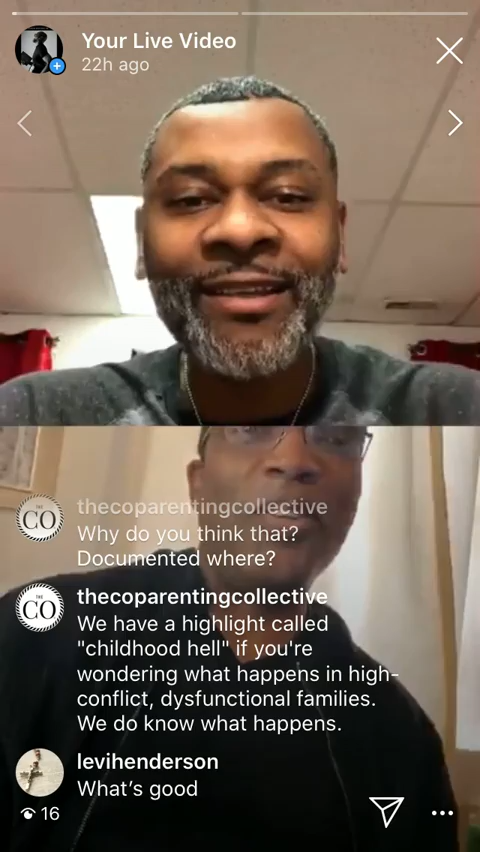 Your Live Video
22h ago
THE
CO
thecoparentingcollective
Why do you think that?
Documented where?
THE
CO
thecoparentingcollective
We have a highlight called
"childhood hell" if you're
wondering what happens in high-
conflict, dysfunctional families.
We do know what happens.
levihenderson
What’s good
16